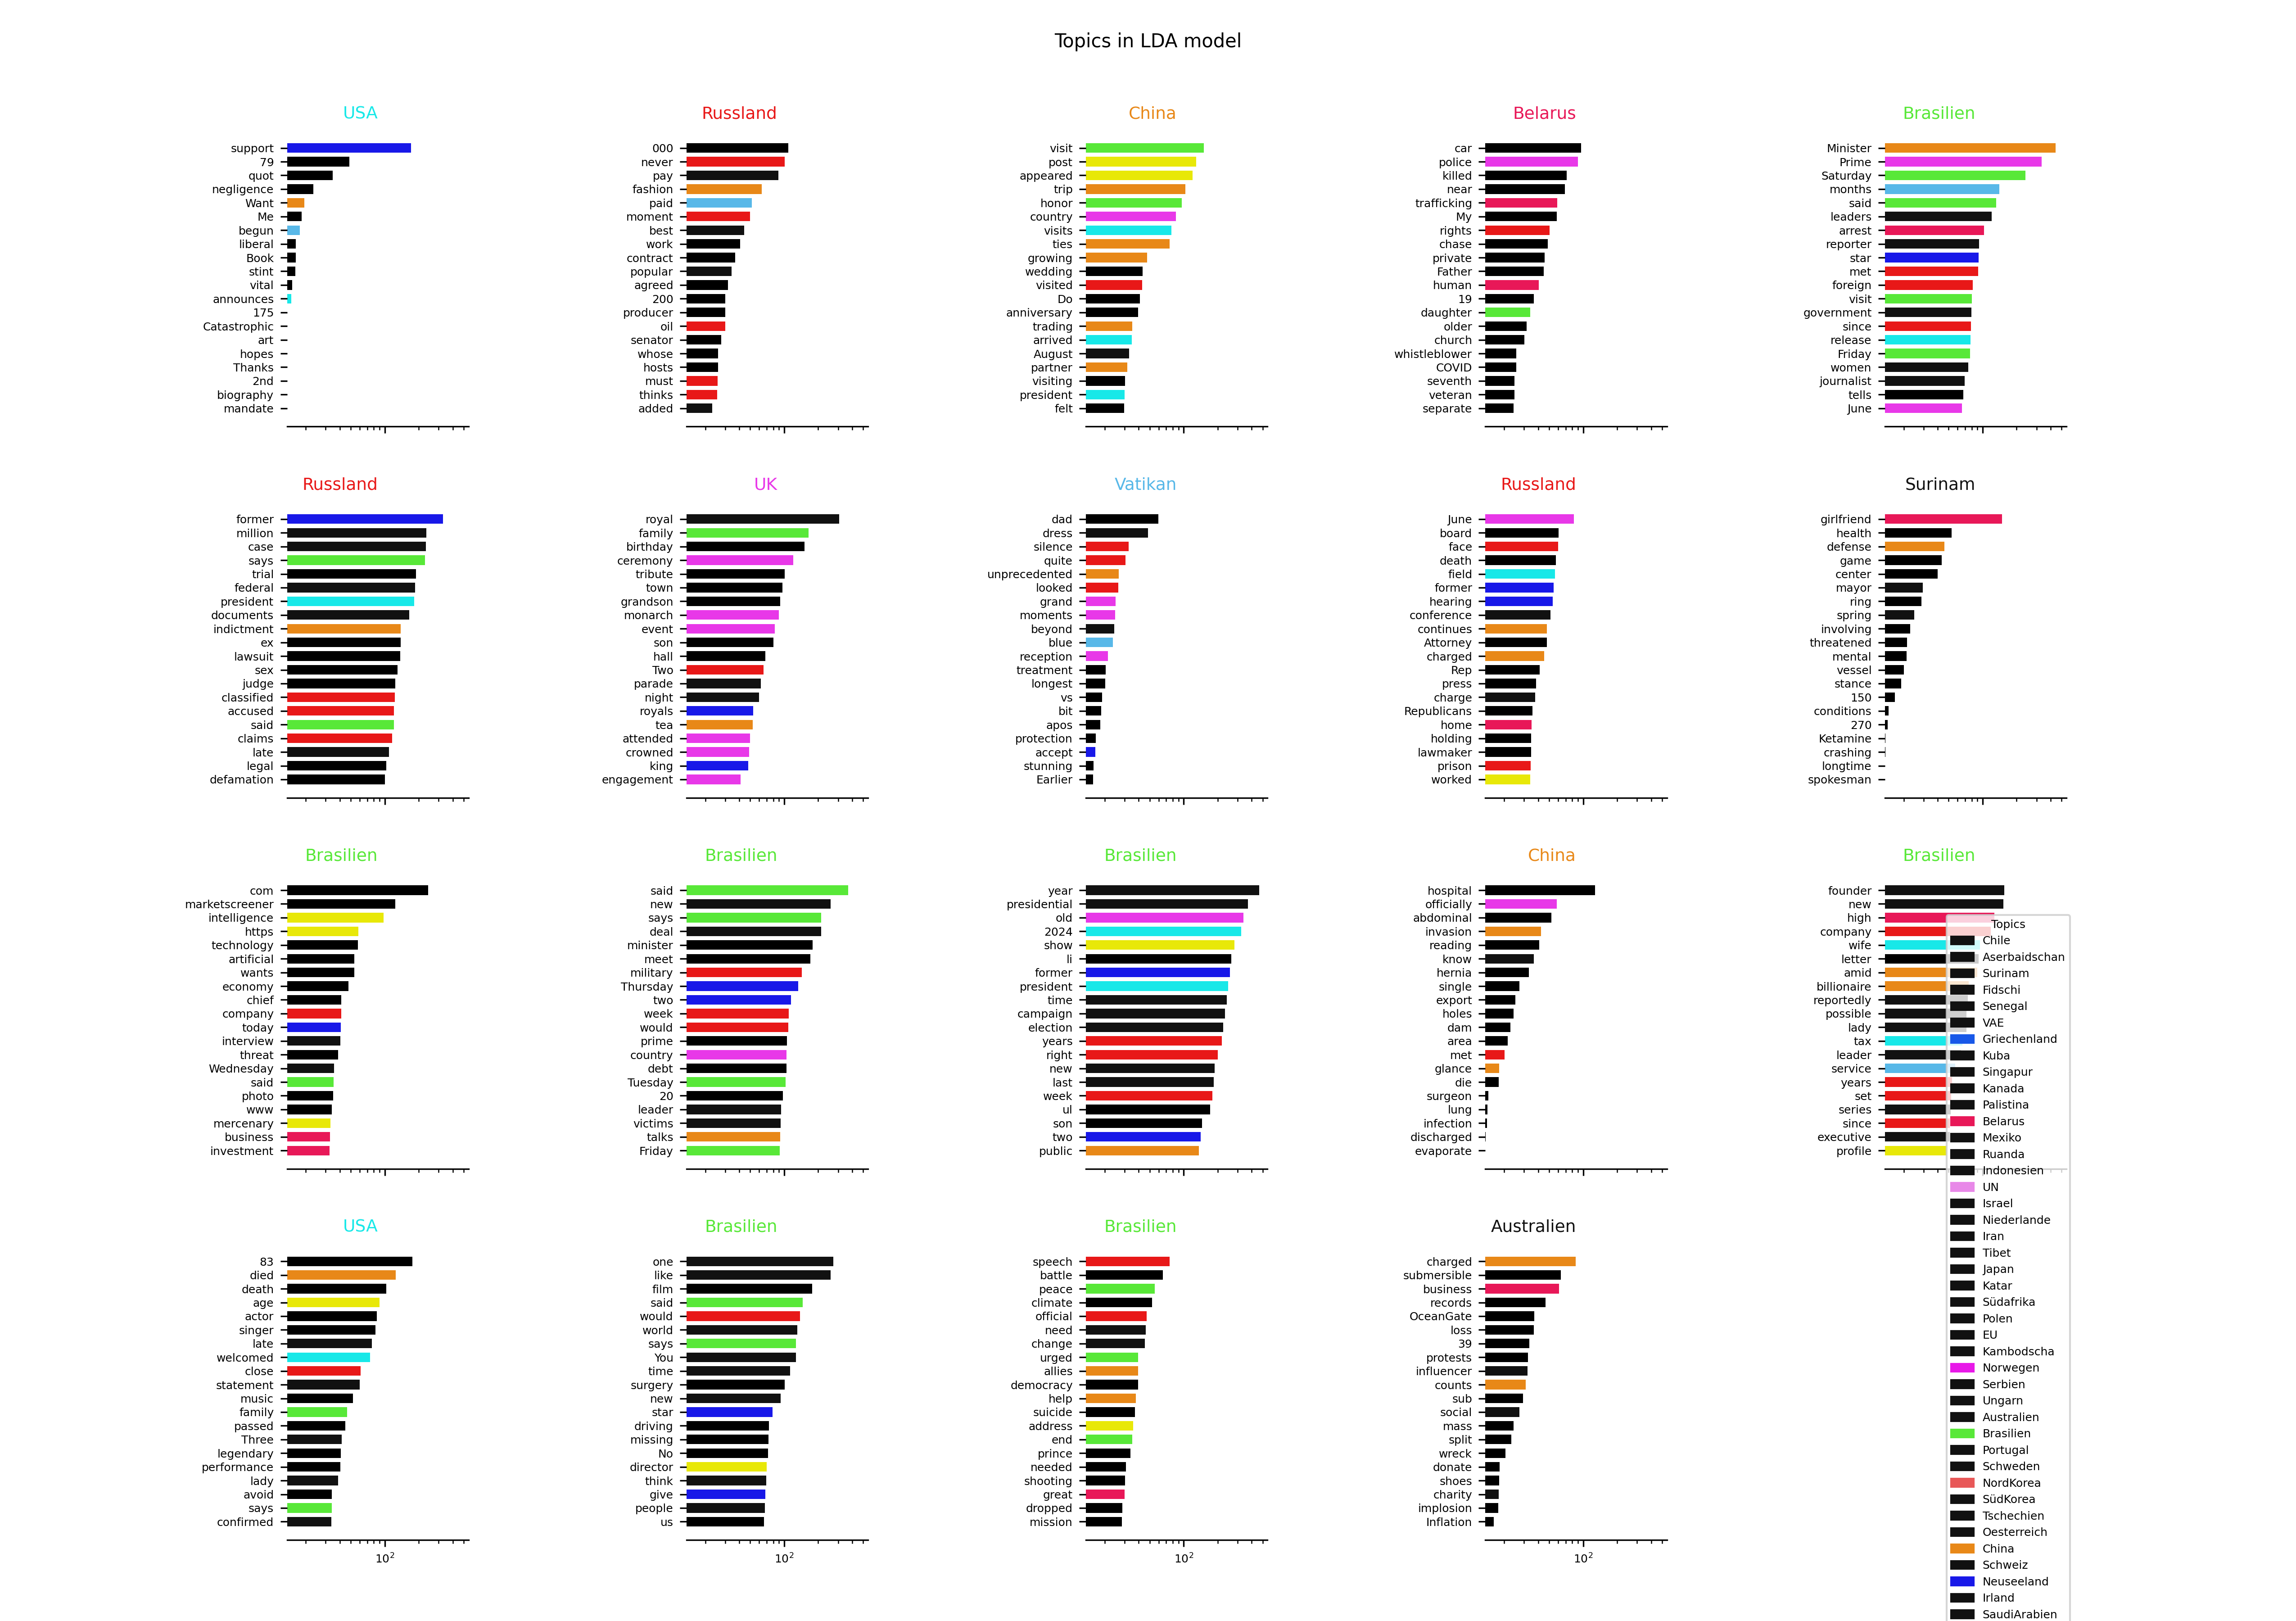 Topics in LDA model
USA
support
79
quot
negligence
Want
Me
begun
liberal
Book
stint
vital
announces
175
Catastrophic
art
hopes
Thanks
2nd
biography
mandate
Russland
000
never
pay
fashion
paid
moment
best
work
contract
popular
agreed
200
producer
oil
senator
whose
hosts
must
thinks
added
China
visit
post
appeared
trip
honor
country
visits
ties
growing
wedding
visited
Do
anniversary
trading
arrived
August
partner
visiting
president
felt
Belarus
car
police
killed
near
trafficking
My
rights
chase
private
Father
human
19
daughter
older
church
whistleblower
COVID
seventh
veteran
separate
Brasilien
Minister
Prime
Saturday
months
said
leaders
arrest
reporter
star
met
foreign
visit
government
since
release
Friday
women
journalist
tells
June
Russland
former
million
case
says
trial
federal
president
documents
indictment
ex
lawsuit
sex
judge
classified
accused
said
claims
late
legal
defamation
UK
royal
family
birthday
ceremony
tribute
town
grandson
monarch
event
son
hall
Two
parade
night
royals
tea
attended
crowned
king
engagement
Vatikan
dad
dress
silence
quite
unprecedented
looked
grand
moments
beyond
blue
reception
treatment
longest
vs
bit
apos
protection
accept
stunning
Earlier
Russland
June
board
face
death
field
former
hearing
conference
continues
Attorney
charged
Rep
press
charge
Republicans
home
holding
lawmaker
prison
worked
Surinam
girlfriend
health
defense
game
center
mayor
ring
spring
involving
threatened
mental
vessel
stance
150
conditions
270
Ketamine
crashing
longtime
spokesman
Brasilien
com
marketscreener
intelligence
https
technology
artificial
wants
economy
chief
company
today
interview
threat
Wednesday
said
photo
www
mercenary
business
investment
Brasilien
said
new
says
deal
minister
meet
military
Thursday
two
week
would
prime
country
debt
Tuesday
20
leader
victims
talks
Friday
Brasilien
year
presidential
old
2024
show
li
former
president
time
campaign
election
years
right
new
last
week
ul
son
two
public
China
hospital
officially
abdominal
invasion
reading
know
hernia
single
export
holes
dam
area
met
glance
die
surgeon
lung
infection
discharged
evaporate
Brasilien
founder
new
high
company
wife
letter
amid
billionaire
reportedly
possible
lady
tax
leader
service
years
set
series
since
executive
profile
USA
83
died
death
age
actor
singer
late
welcomed
close
statement
music
family
passed
Three
legendary
performance
lady
avoid
says
confirmed
10²
Brasilien
one
like
film
said
would
world
says
You
time
surgery
new
star
driving
missing
No
director
think
give
people
us
10²
Brasilien
speech
battle
peace
climate
official
need
change
urged
allies
democracy
help
suicide
address
end
prince
needed
shooting
great
dropped
mission
10²
Australien
charged
submersible
business
records
OceanGate
loss
39
protests
influencer
counts
sub
social
mass
split
wreck
donate
shoes
charity
implosion
Inflation
10²
Topics
Chile
Aserbaidschan
Surinam
Fidschi
Senegal
VAE
Griechenland
Kuba
Singapur
Kanada
Palistina
Belarus
Mexiko
Ruanda
Indonesien
UN
Israel
Niederlande
Iran
Tibet
Japan
Katar
Südafrika
Polen
EU
Kambodscha
Norwegen
Serbien
Ungarn
Australien
Brasilien
Portugal
Schweden
NordKorea
SüdKorea
Tschechien
Oesterreich
China
Schweiz
Neuseeland
Irland
SaudiArabien